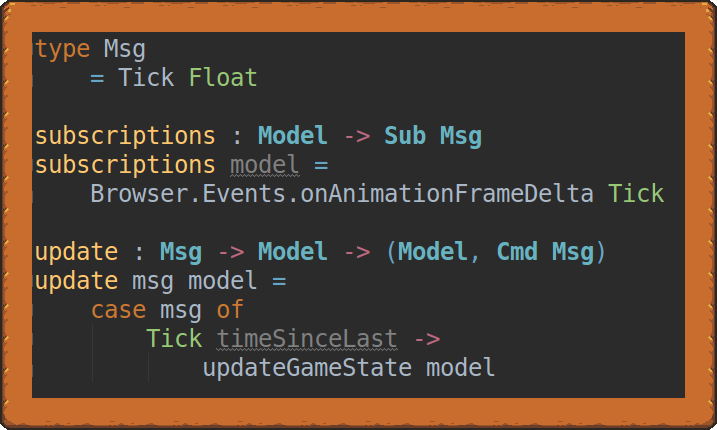 type Msg
    = Tick Float

subscriptions : Model -> Sub Msg
subscriptions model =
    Browser.Events.onAnimationFrameDelta Tick

update : Msg -> Model -> (Model, Cmd Msg)
update msg model =
    case msg of
        Tick timeSinceLast ->
            updateGameState model